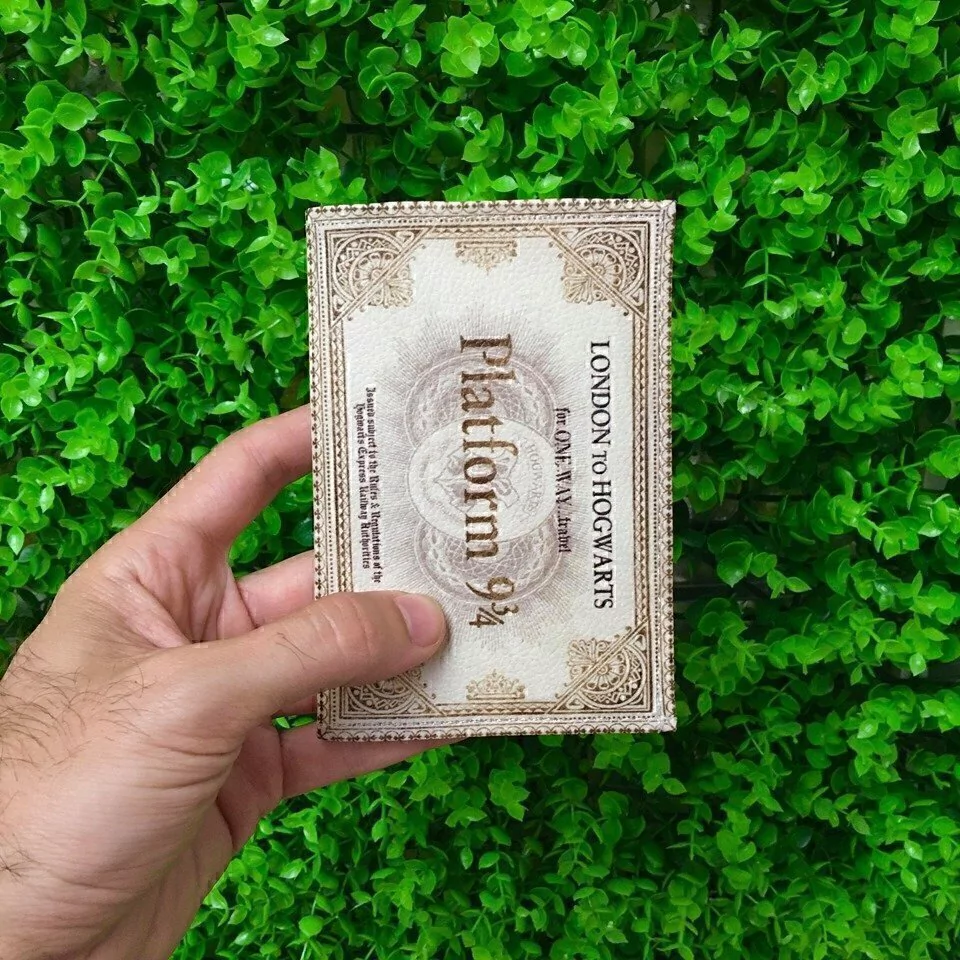 LONDON TO HOGWARTS
for ONE WAY travel
Platform 9¾
Issued subject to the Rules & Regulations of the
Hogwarts Express Railway Authorities